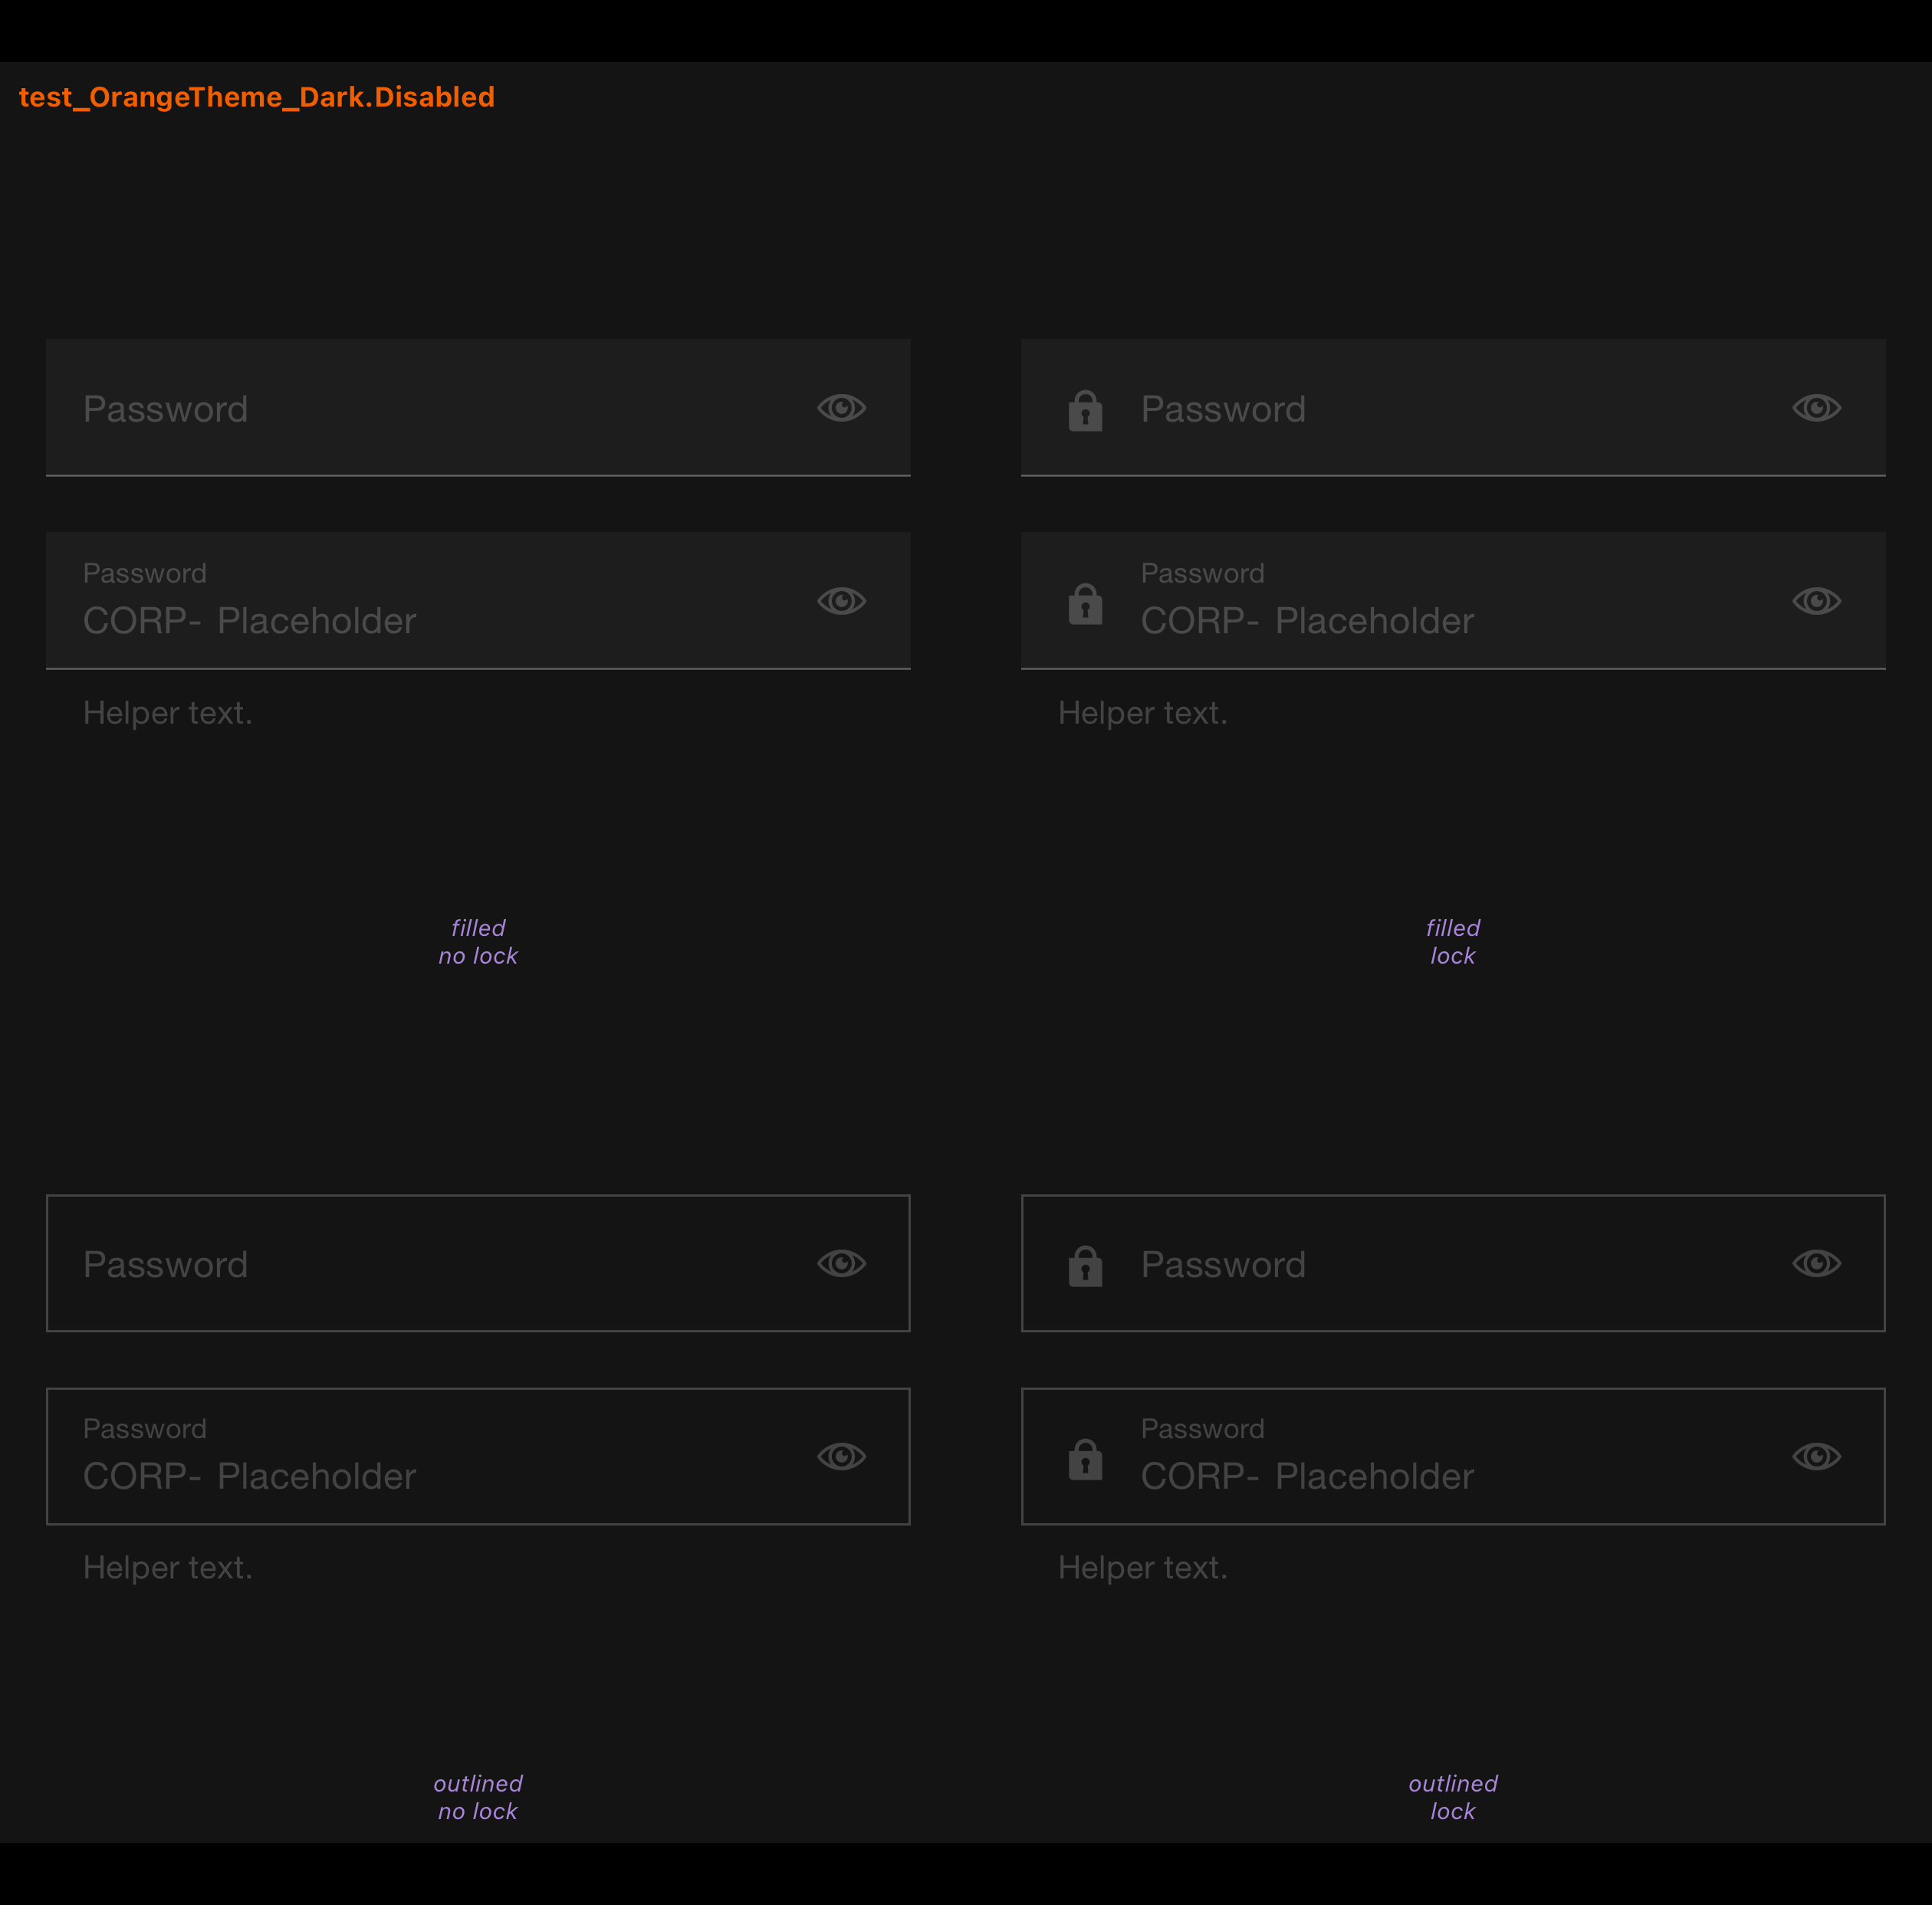 test_OrangeTheme_Dark.Disabled
Password
Password
Password
CORP- Placeholder
Helper text.
Password
CORP- Placeholder
Helper text.
filled
no lock
filled
lock
Password
Password
Password
CORP- Placeholder
Helper text.
Password
CORP- Placeholder
Helper text.
outlined
no lock
outlined
lock